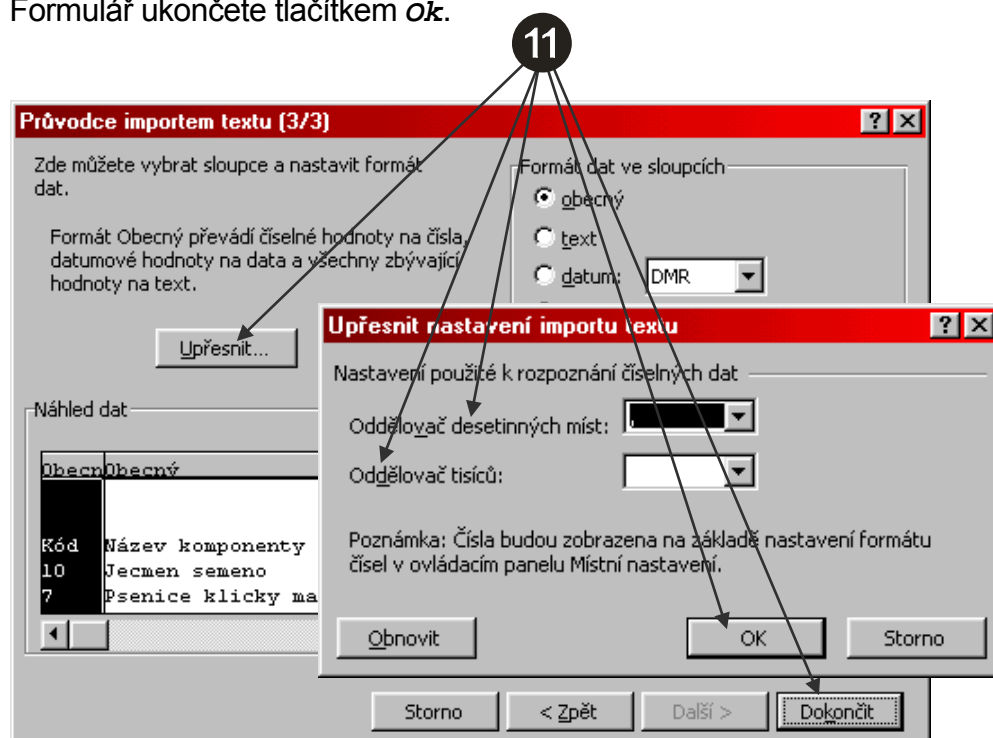 Formulář ukončete tlačítkem Ok.
11
Průvodce importem textu (3/3)
Zde můžete vybrat sloupce a nastavit formát
dat.
Formát Obecný převádí číselné hodnoty na čísla,
datumové hodnoty na data a všechny zbývající
hodnoty na text.
Upřesnit...
Formát dat ve sloupcích
obecný
text
datum: DMR
Náhled dat
Obecn Obecný
Kód Název komponenty
10 Jecmen semeno
7 Psenice klicky ma
Upřesnit nastavení importu textu
Nastavení použité k rozpoznání číselných dat
Oddělovač desetinných míst: ,
Oddělovač tisíců:
Poznámka: Čísla budou zobrazena na základě nastavení formátu
čísel v ovládacím panelu Místní nastavení.
Obnovit OK Storno
Storno < Zpět Další > Dokončit